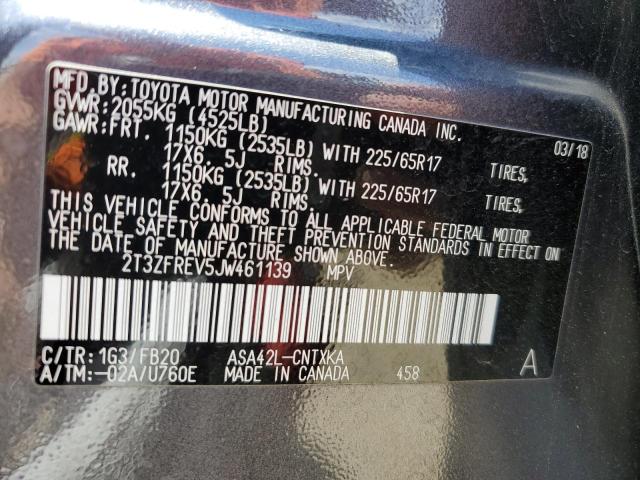 MFD. BY: TOYOTA MOTOR MANUFACTURING CANADA INC.
GVWR: 2055KG (4525LB) 03/18
GAWR: FRT. 1150KG (2535LB) WITH 225/65R17 TIRES,
17X6. 5J RIMS.
RR. 1150KG (2535LB) WITH 225/65R17 TIRES,
17X6. 5J RIMS.
THIS VEHICLE CONFORMS TO ALL APPLICABLE FEDERAL MOTOR
VEHICLE SAFETY AND THEFT PREVENTION STANDARDS IN EFFECT ON
THE DATE OF MANUFACTURE SHOWN ABOVE.
2T3ZFREV5JW461139 MPV
C/TR: 1G3/FB20 ASA42L-CNTXKA
A/TM: -02A/U760E MADE IN CANADA 458 A